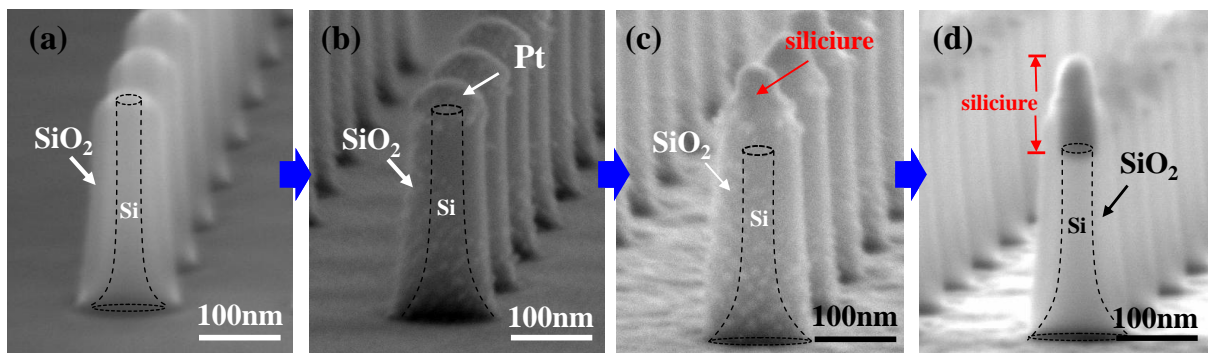 (a)
SiO2
Si
100nm
(b)
Pt
SiO2
Si
100nm
(c)
siliciure
SiO2
Si
100nm
(d)
siliciure
SiO2
Si
100nm